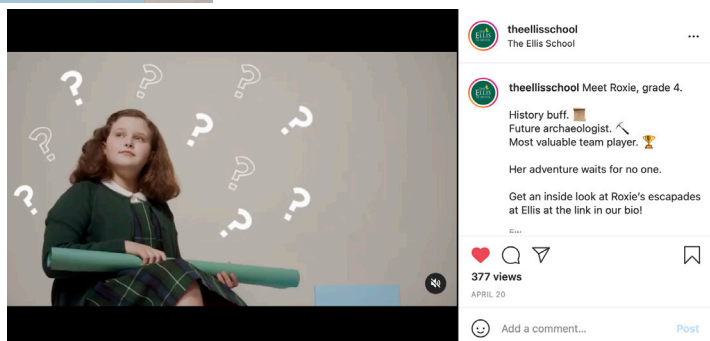 theellisschool
The Ellis School
theellisschool Meet Roxie, grade 4.
History buff. 📜
Future archaeologist. ⛏
Most valuable team player. 🏆
Her adventure waits for no one.
Get an inside look at Roxie's escapades
at Ellis at the link in our bio!
377 views
APRIL 20
Add a comment...
Post
? ? ? ? ? ? ? ? ? ?